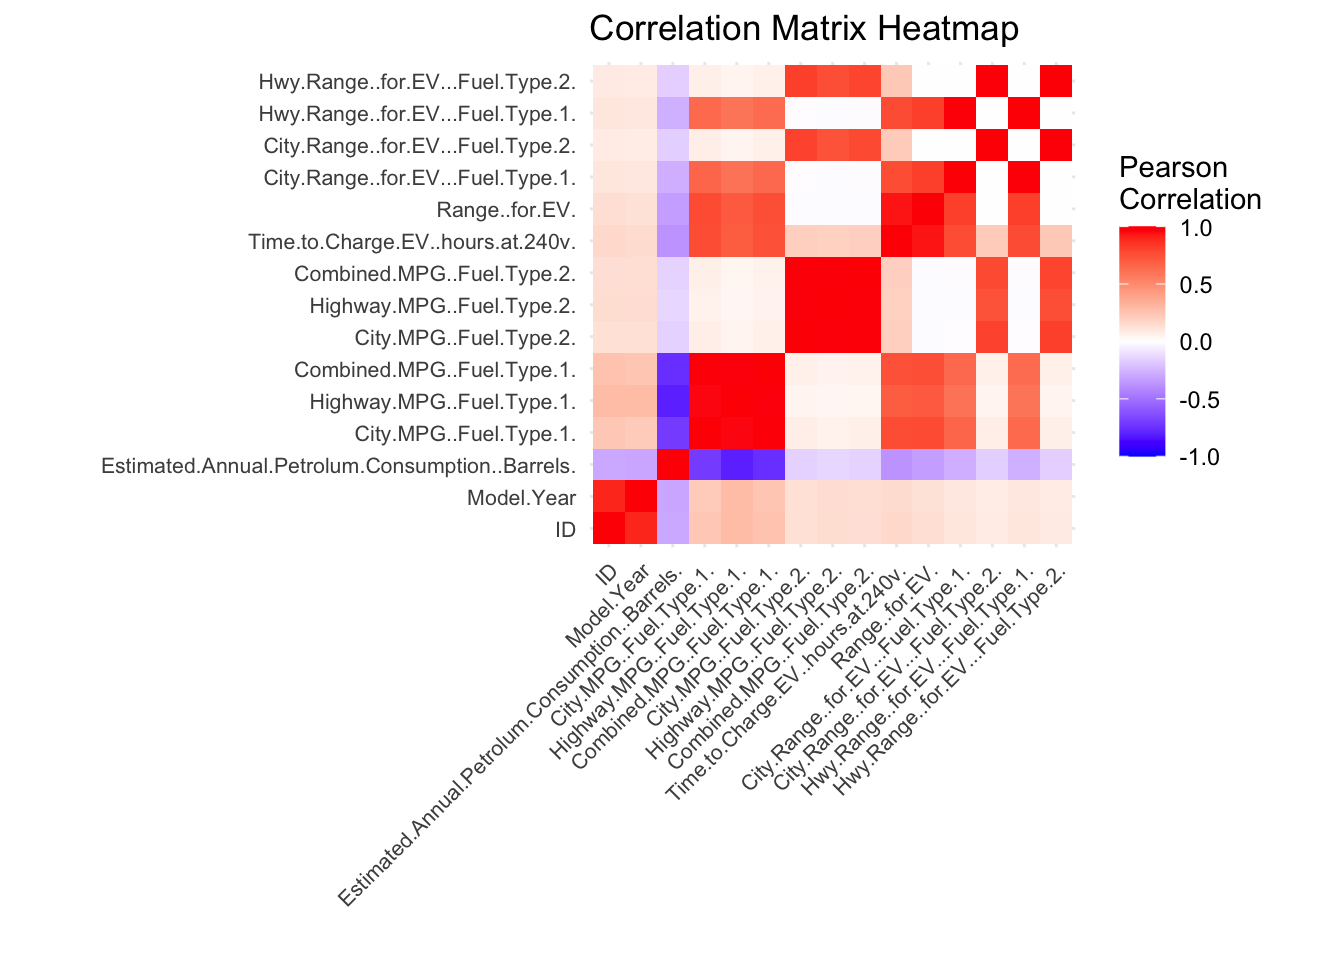 Correlation Matrix Heatmap
Hwy.Range..for.EV...Fuel.Type.2.
Hwy.Range..for.EV...Fuel.Type.1.
City.Range..for.EV...Fuel.Type.2.
City.Range..for.EV...Fuel.Type.1.
Range..for.EV.
Time.to.Charge.EV..hours.at.240v.
Combined.MPG..Fuel.Type.2.
Highway.MPG..Fuel.Type.2.
City.MPG..Fuel.Type.2.
Combined.MPG..Fuel.Type.1.
Highway.MPG..Fuel.Type.1.
City.MPG..Fuel.Type.1.
Estimated.Annual.Petrolum.Consumption..Barrels.
Model.Year
ID
ID
Model.Year
Estimated.Annual.Petrolum.Consumption..Barrels.
City.MPG..Fuel.Type.1.
Highway.MPG..Fuel.Type.1.
Combined.MPG..Fuel.Type.1.
City.MPG..Fuel.Type.2.
Highway.MPG..Fuel.Type.2.
Combined.MPG..Fuel.Type.2.
Time.to.Charge.EV..hours.at.240v.
Range..for.EV.
City.Range..for.EV...Fuel.Type.1.
City.Range..for.EV...Fuel.Type.2.
Hwy.Range..for.EV...Fuel.Type.1.
Hwy.Range..for.EV...Fuel.Type.2.
Pearson
Correlation
1.0
0.5
0.0
-0.5
-1.0